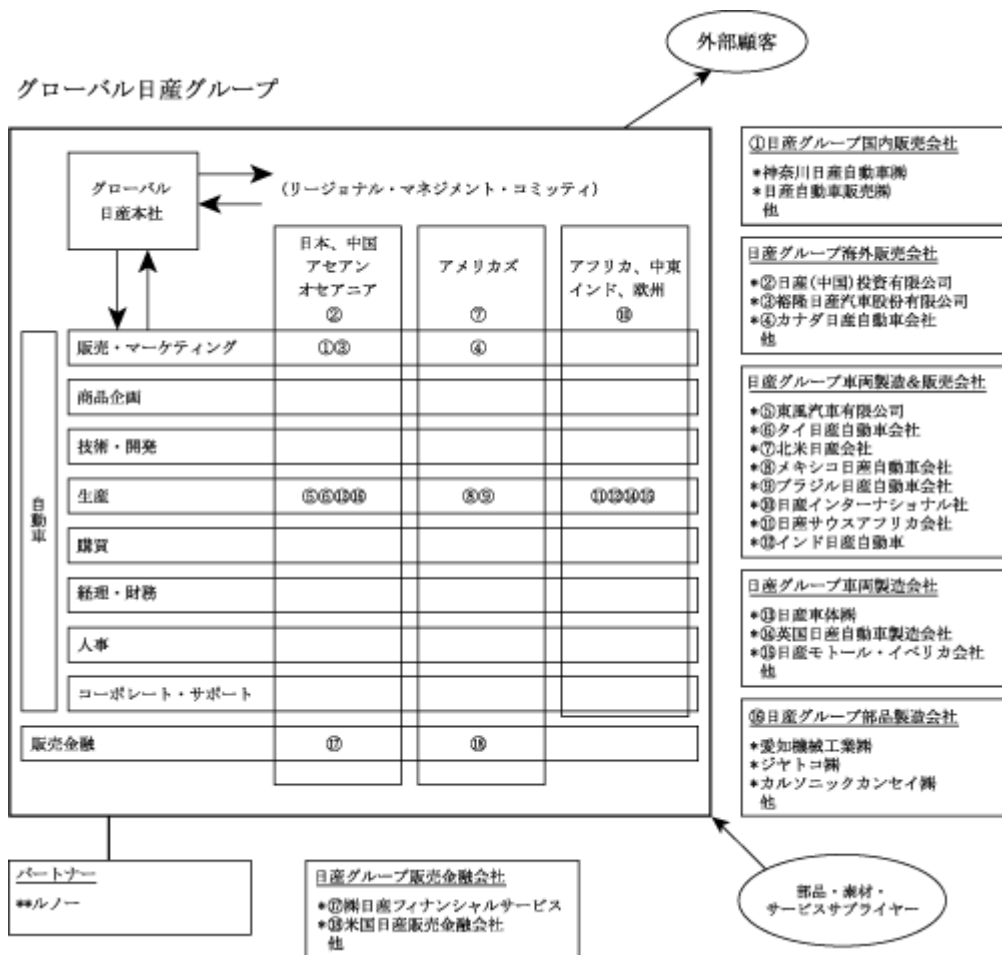 外部顧客
グローバル日産グループ
グローバル
日産本社
(リージョナル・マネジメント・コミッティ)
日本、中国
アセアン
オセアニア
②
アメリカズ
⑦
アフリカ、中東
インド、欧州
⑩
自動車
販売・マーケティング
①③
④
商品企画
技術・開発
生産
⑤⑥⑬⑯
⑧⑨
購買
経理・財務
人事
コーポレート・サポート
販売金融
⑰
⑱
①日産グループ国内販売会社
*神奈川日産自動車㈱
*日産自動車販売㈱
他
日産グループ海外販売会社
*②日産(中国)投資有限公司
*③裕隆日産汽車股份有限公司
*④カナダ日産自動車会社
他
日産グループ車両製造&販売会社
*⑤東風汽車有限公司
*⑥タイ日産自動車会社
*⑦北米日産会社
*⑧メキシコ日産自動車会社
*⑨ブラジル日産自動車会社
*⑩日産インターナショナル社
*⑪日産サウスアフリカ会社
*⑫インド日産自動車
日産グループ車両製造会社
*⑬日産車体㈱
*⑭英国日産自動車製造会社
*⑮日産モトール・イベリカ会社
他
⑯日産グループ部品製造会社
*愛知機械工業㈱
*ジヤトコ㈱
*カルソニックカンセイ㈱
他
パートナー
**ルノー
日産グループ販売金融会社
*⑰㈱日産フィナンシャルサービス
*⑱米国日産販売金融会社
他
部品・素材・
サービスサプライヤー